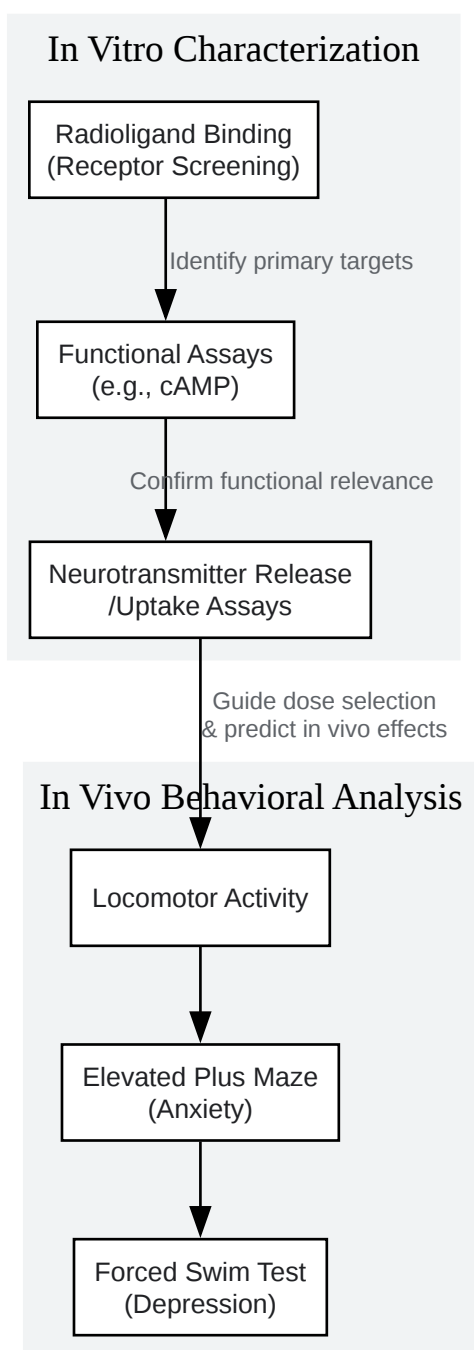 In Vitro Characterization
Radioligand Binding
(Receptor Screening)
Identify primary targets
Functional Assays
(e.g., cAMP)
Confirm functional relevance
Neurotransmitter Release
/Uptake Assays
Guide dose selection
& predict in vivo effects
In Vivo Behavioral Analysis
Locomotor Activity
Elevated Plus Maze
(Anxiety)
Forced Swim Test
(Depression)